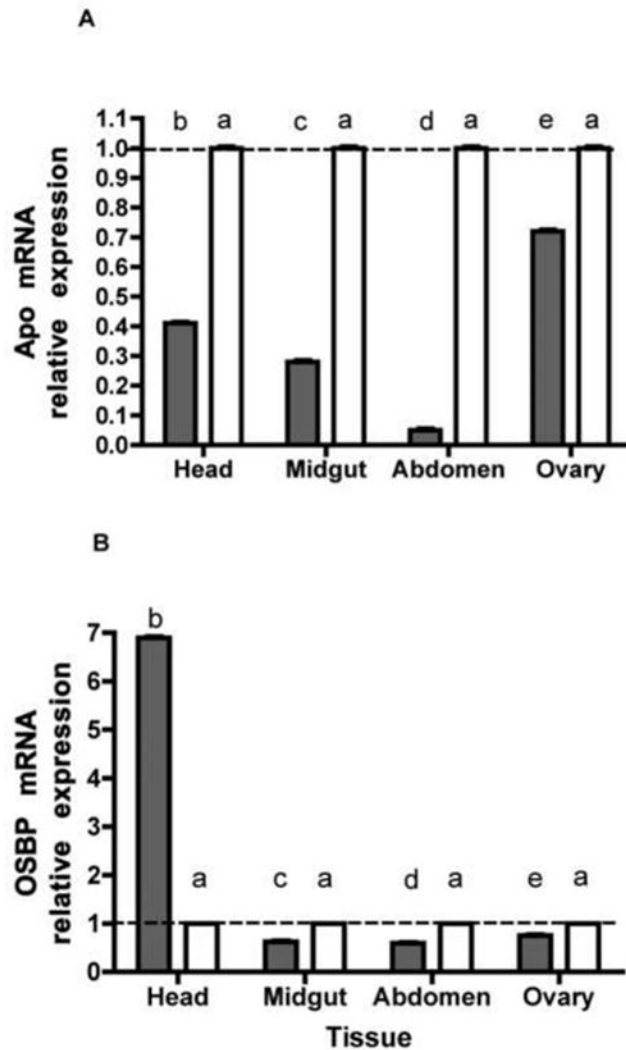 A
Apo mRNA
relative expression
1.1
1.0
0.9
0.8
0.7
0.6
0.5
0.4
0.3
0.2
0.1
0.0
b a c a d a e a
Head Midgut Abdomen Ovary
B
OSBP mRNA
relative expression
7
6
5
4
3
2
1
0
b
a c a d a e a
Head Midgut Abdomen Ovary
Tissue